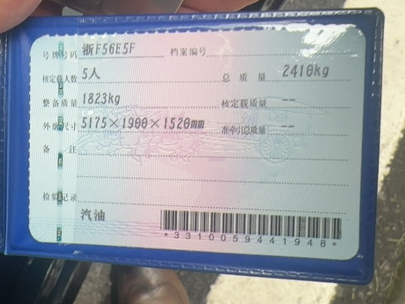 号牌号码 浙F56E5F 档案编号
核定载人数 5人 总质量 2410kg
整备质量 1823kg 核定载质量 --
外廓尺寸 5175×1900×1520mm 准牵引总质量 --
备注
检验记录
汽油
*3310059441948*